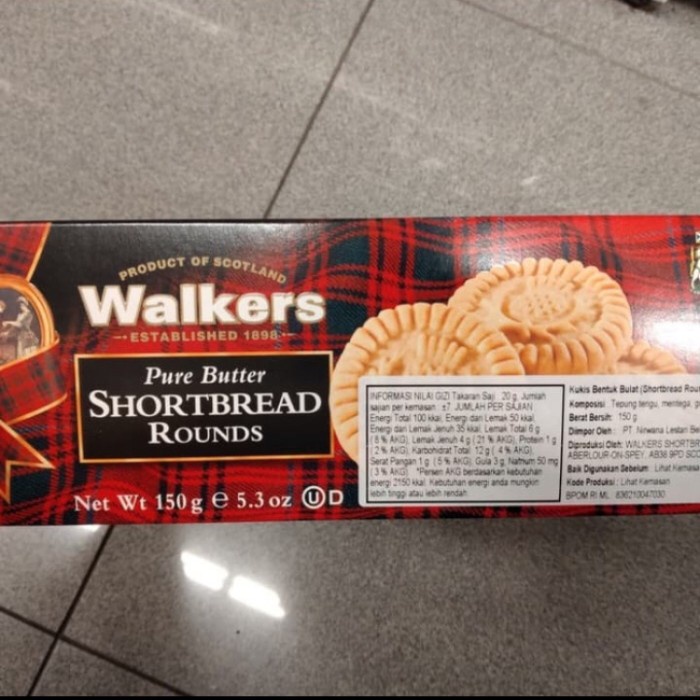 PRODUCT OF SCOTLAND
Walkers
ESTABLISHED 1898
Pure Butter
SHORTBREAD
ROUNDS
Net Wt 150 g e 5.3 oz U D
INFORMASI NILAI GIZI Takaran Saji 20 g, Jumlah
sajian per kemasan: ±7 JUMLAH PER SAJIAN
Energi Total 100 kkal, Energi dari Lemak 50 kkal,
Energi dari Lemak Jenuh 35 kkal, Lemak Total 6 g
(8 % AKG), Lemak Jenuh 4 g (21 % AKG), Protein 1 g
(2% AKG), Karbohidrat Total 12 g (4% AKG),
Serat Pangan 1 g (5% AKG), Gula 3 g, Natrium 50 mg
(3% AKG). *Persen AKG berdasarkan kebutuhan
energi 2150 kkal. Kebutuhan energi anda mungkin
lebih tinggi atau lebih rendah.
Kukis Bentuk Bulat (Shortbread
Komposisi: Tepung terigu, mentega,
Berat Bersih: 150 g
Diimpor Oleh: PT. Nirwana Lestari
Diproduksi Oleh: WALKERS
ABERLOUR-ON-SPEY, AB38 9PD
Baik Digunakan Sebelum: Lihat Kemasan
Kode Produksi: Lihat Kemasan
BPOM RI ML. 836210047030